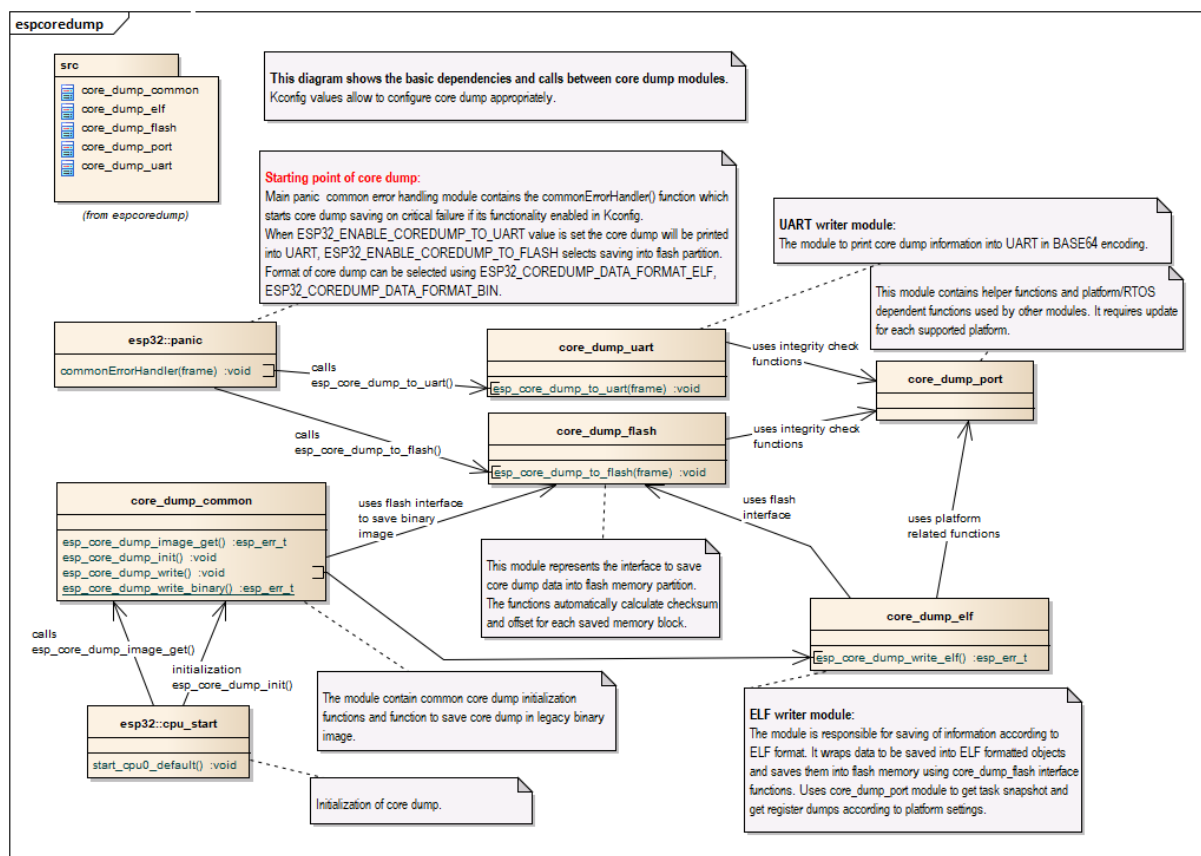 espcoredump
src
core_dump_common
core_dump_elf
core_dump_flash
core_dump_port
core_dump_uart
(from espcoredump)
This diagram shows the basic dependencies and calls between core dump modules.
Kconfig values allow to configure core dump appropriately.
Starting point of core dump:
Main panic common error handling module contains the commonErrorHandler() function which
starts core dump saving on critical failure if its functionality enabled in Kconfig.
When ESP32_ENABLE_COREDUMP_TO_UART value is set the core dump will be printed
into UART, ESP32_ENABLE_COREDUMP_TO_FLASH selects saving into flash partition.
Format of core dump can be selected using ESP32_COREDUMP_DATA_FORMAT_ELF,
ESP32_COREDUMP_DATA_FORMAT_BIN.
UART writer module:
The module to print core dump information into UART in BASE64 encoding.
This module contains helper functions and platform/RTOS
dependent functions used by other modules. It requires update
for each supported platform.
esp32::panic
commonErrorHandler(frame) :void
calls
esp_core_dump_to_uart()
core_dump_uart
esp_core_dump_to_uart(frame) :void
uses integrity check
functions
core_dump_port
calls
esp_core_dump_to_flash()
core_dump_flash
esp_core_dump_to_flash(frame) :void
uses integrity check
functions
core_dump_common
esp_core_dump_image_get() :esp_err_t
esp_core_dump_init() :void
esp_core_dump_write() :void
esp_core_dump_write_binary() :esp_err_t
uses flash interface
to save binary
image
uses flash
interface
uses platform
related functions
This module represents the interface to save
core dump data into flash memory partition.
The functions automatically calculate checksum
and offset for each saved memory block.
core_dump_elf
esp_core_dump_write_elf() :esp_err_t
calls
esp_core_dump_image_get()
initialization
esp_core_dump_init()
The module contain common core dump initialization
functions and function to save core dump in legacy binary
image.
esp32::cpu_start
start_cpu0_default() :void
Initialization of core dump.
ELF writer module:
The module is responsible for saving of information according to
ELF format. It wraps data to be saved into ELF formatted objects
and saves them into flash memory using core_dump_flash interface
functions. Uses core_dump_port module to get task snapshot and
get register dumps according to platform settings.